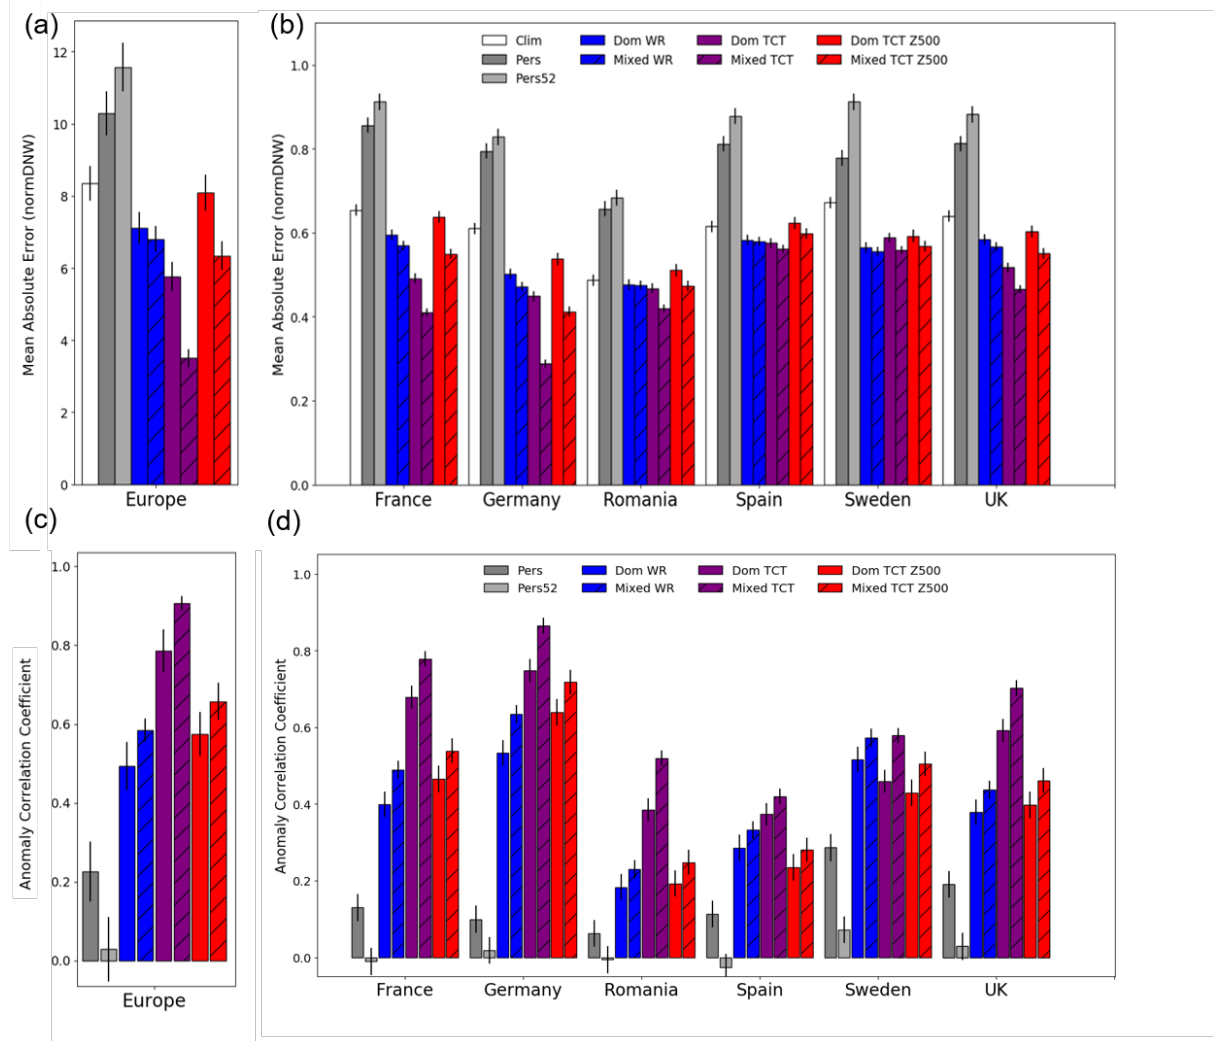 (a)
Mean Absolute Error (normDNW)
12
10
8
6
4
2
0
Europe
(b)
Mean Absolute Error (normDNW)
1.0
0.8
0.6
0.4
0.2
0.0
Clim
Pers
Pers52
Dom WR
Mixed WR
Dom TCT
Mixed TCT
Dom TCT Z500
Mixed TCT Z500
France Germany Romania Spain Sweden UK
(c)
Anomaly Correlation Coefficient
1.0
0.8
0.6
0.4
0.2
0.0
Europe
(d)
Anomaly Correlation Coefficient
1.0
0.8
0.6
0.4
0.2
0.0
Pers
Pers52
Dom WR
Mixed WR
Dom TCT
Mixed TCT
Dom TCT Z500
Mixed TCT Z500
France Germany Romania Spain Sweden UK